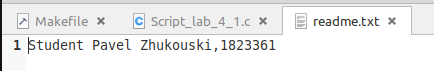 Makefile Script_lab_4_1.c readme.txt
1 Student Pavel Zhukouski,1823361